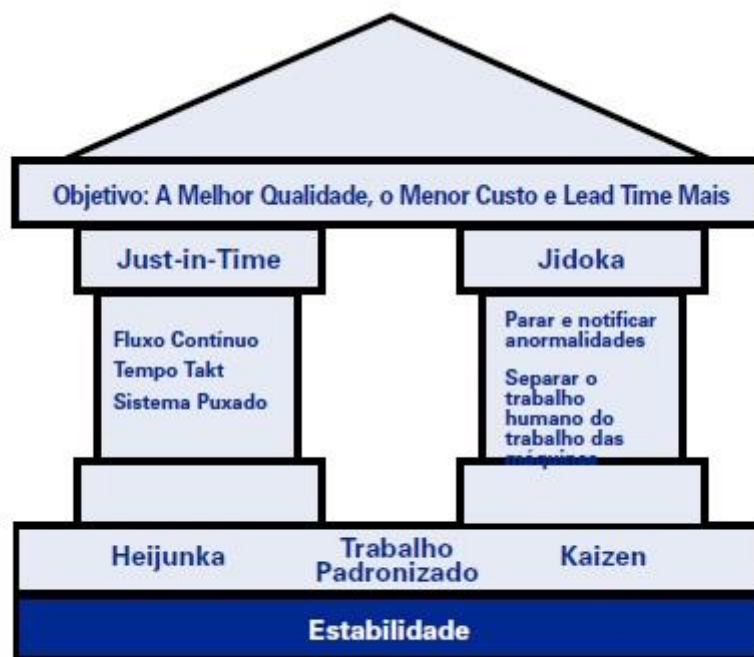 Objetivo: A Melhor Qualidade, o Menor Custo e Lead Time Mais
Just-in-Time
Jidoka
Fluxo Contínuo
Tempo Takt
Sistema Puxado
Parar e notificar
anormalidades
Separar o
trabalho
humano do
trabalho das
máquinas
Heijunka
Trabalho
Padronizado
Kaizen
Estabilidade